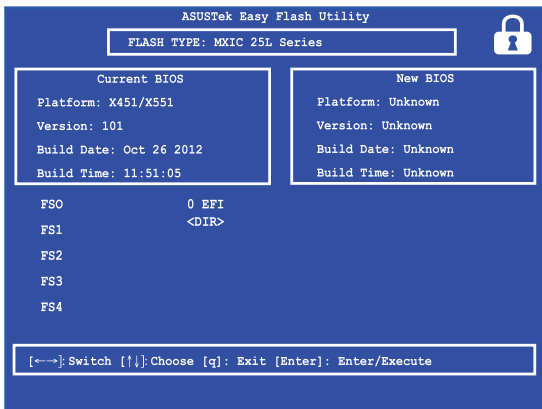 ASUSTek Easy Flash Utility
FLASH TYPE: MXIC 25L Series
Current BIOS
Platform: X451/X551
Version: 101
Build Date: Oct 26 2012
Build Time: 11:51:05
New BIOS
Platform: Unknown
Version: Unknown
Build Date: Unknown
Build Time: Unknown
FSO
FS1
FS2
FS3
FS4
0 EFI
<DIR>
[←→]: Switch [↑↓]: Choose [q]: Exit [Enter]: Enter/Execute